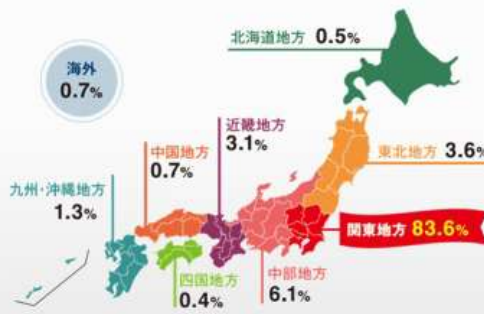 北海道地方 0.5%
海外
0.7%
近畿地方
3.1%
中国地方
0.7%
東北地方 3.6%
九州・沖縄地方
1.3%
関東地方 83.6%
四国地方
0.4%
中部地方
6.1%